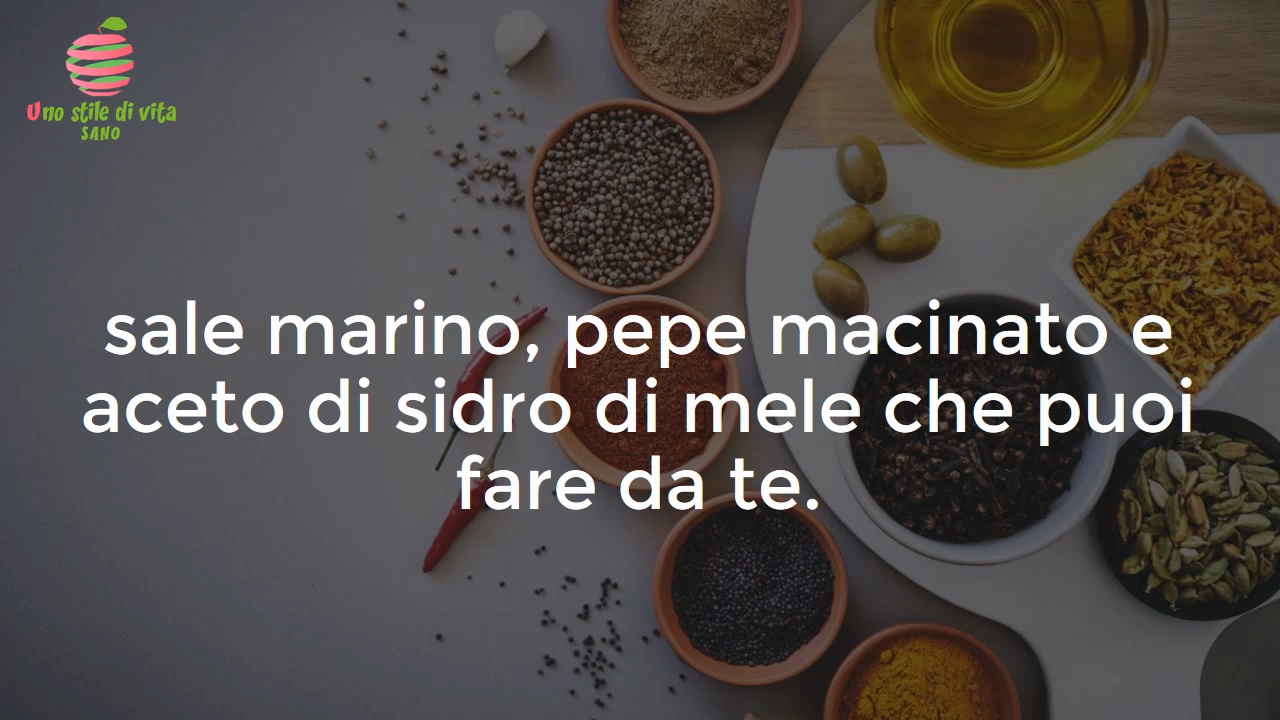 Uno stile di vita
SANO
sale marino, pepe macinato e
aceto di sidro di mele che puoi
fare da te.